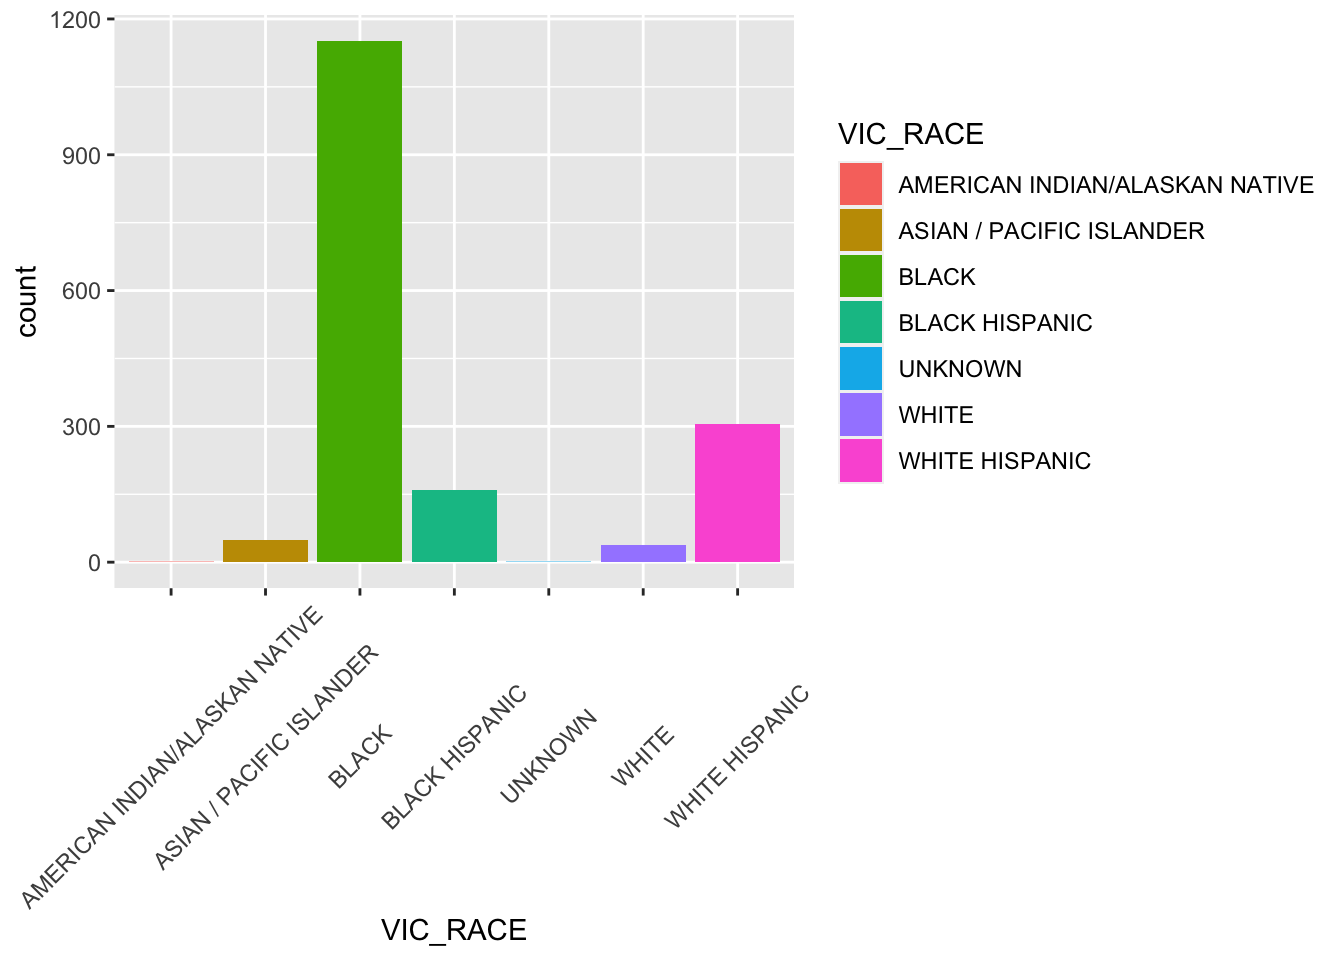 1200
900
600
300
0
count
AMERICAN INDIAN/ALASKAN NATIVE
ASIAN / PACIFIC ISLANDER
BLACK
BLACK HISPANIC
UNKNOWN
WHITE
WHITE HISPANIC
VIC_RACE
VIC_RACE
AMERICAN INDIAN/ALASKAN NATIVE
ASIAN / PACIFIC ISLANDER
BLACK
BLACK HISPANIC
UNKNOWN
WHITE
WHITE HISPANIC